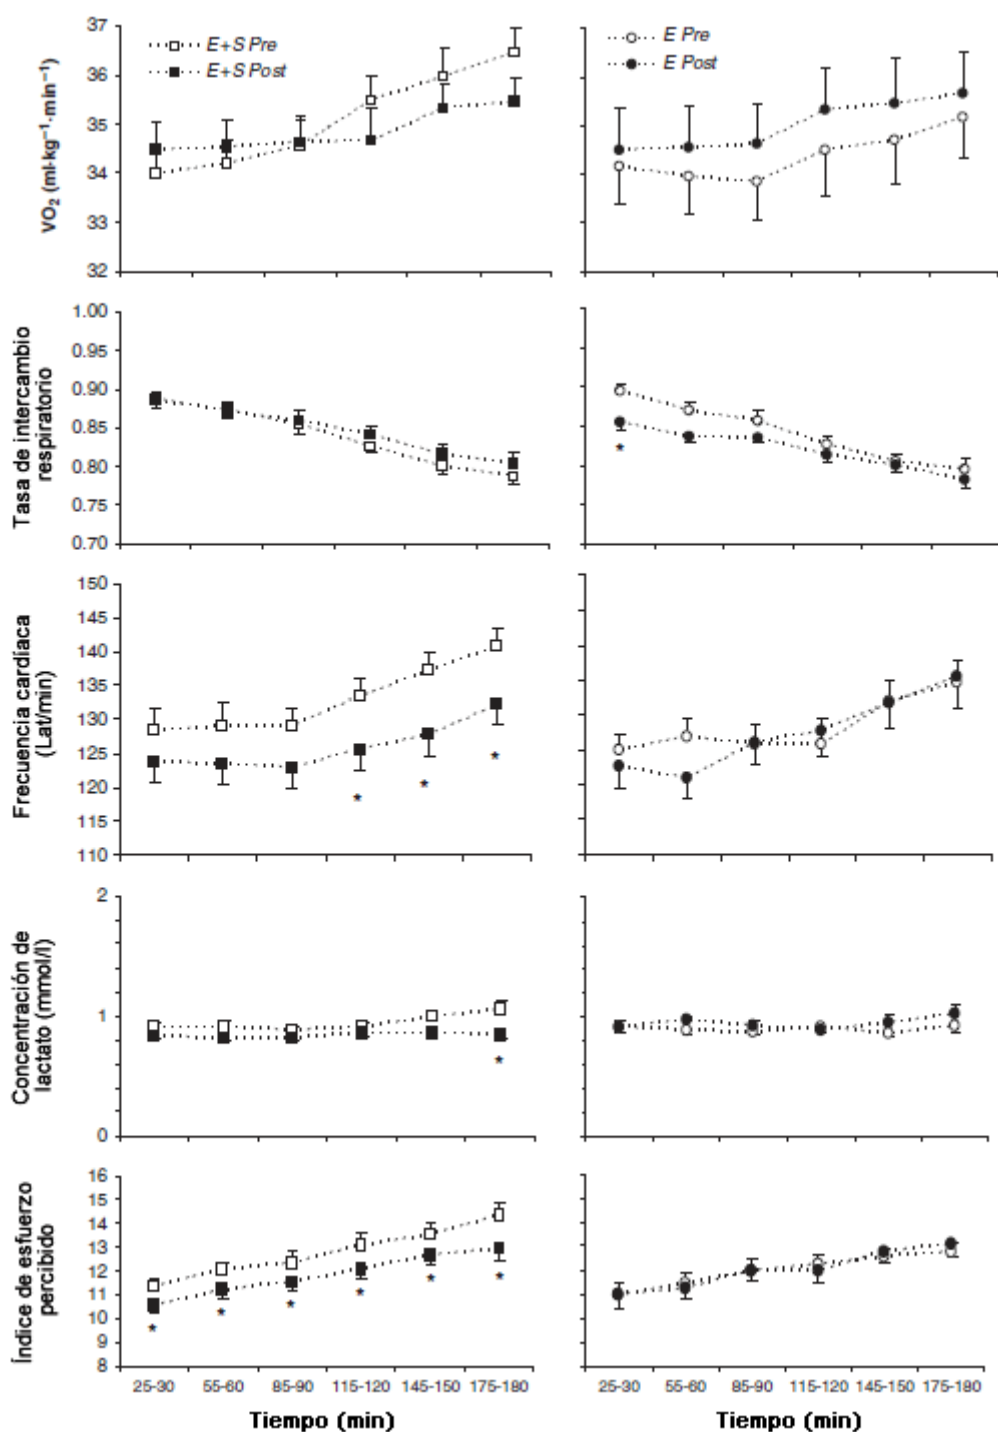 E+S Pre
E+S Post
VO₂ (ml·kg⁻¹·min⁻¹)
37
36
35
34
33
32
E Pre
E Post
Tasa de intercambio
respiratorio
1.00
0.95
0.90
0.85
0.80
0.75
0.70
*
Frecuencia cardíaca
(Lat/min)
150
145
140
135
130
125
120
115
110
* * *
Concentración de
lactato (mmol/l)
2
1
0
*
Índice de esfuerzo
percibido
16
15
14
13
12
11
10
9
8
* * * * * *
25-30 55-60 85-90 115-120 145-150 175-180
Tiempo (min)
25-30 55-60 85-90 115-120 145-150 175-180
Tiempo (min)